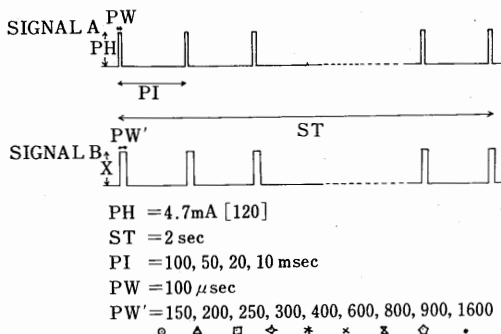 PW
SIGNAL A
PH
PI
ST
PW'
SIGNAL B
X
PH =4.7mA [120]
ST =2 sec
PI =100, 50, 20, 10 msec
PW =100 μsec
PW'=150, 200, 250, 300, 400, 600, 800, 900, 1600